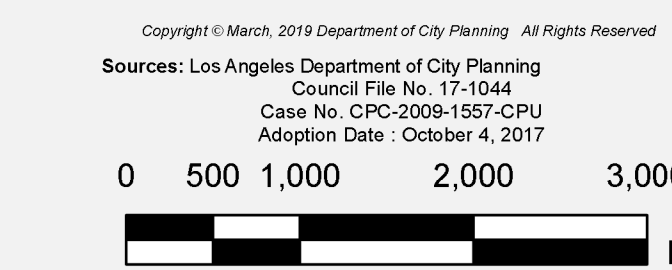 Copyright © March, 2019 Department of City Planning All Rights Reserved
Sources: Los Angeles Department of City Planning
Council File No. 17-1044
Case No. CPC-2009-1557-CPU
Adoption Date : October 4, 2017
0 500 1,000 2,000